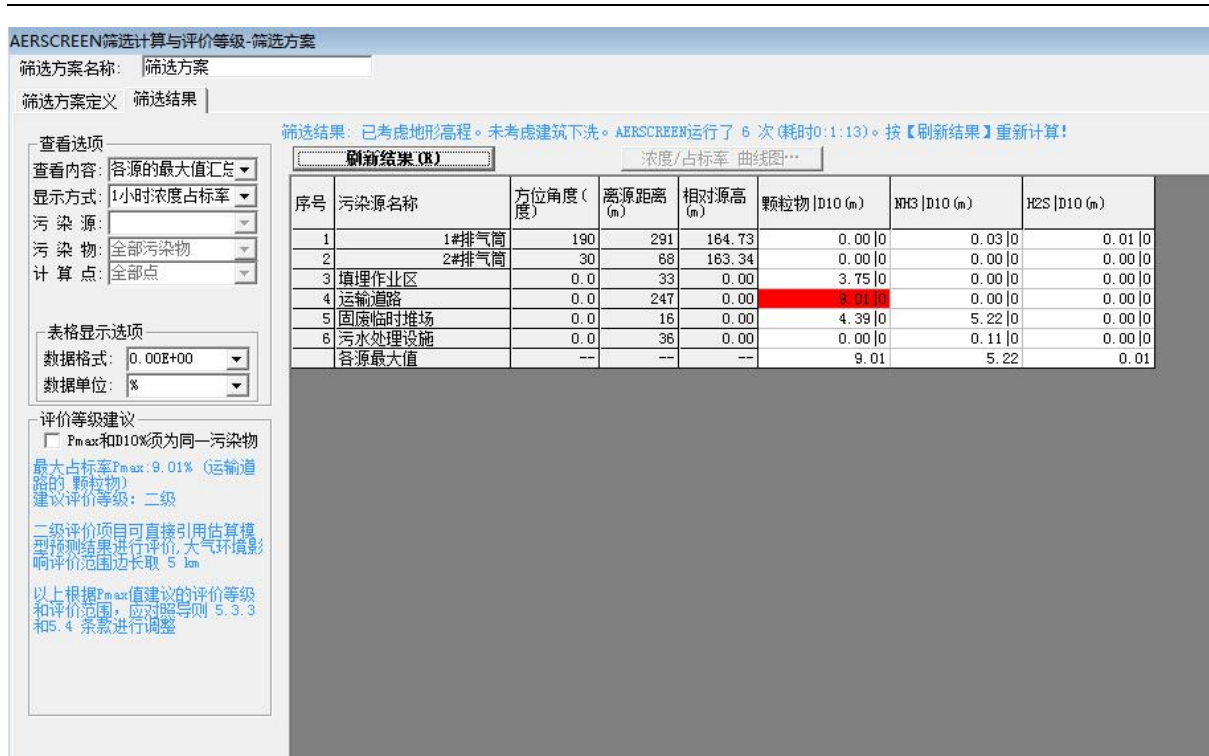 AERSCREEN筛选计算与评价等级-筛选方案
筛选方案名称: 筛选方案
筛选方案定义 筛选结果
筛选结果: 已考虑地形高程。未考虑建筑下洗。AERSCREEN运行了 6 次(耗时0:1:13)。按【刷新结果】重新计算!
刷新结果(R) 浓度/占标率 曲线图…
查看选项
查看内容: 各源的最大值汇总
显示方式: 1小时浓度占标率
污 染 源:
污 染 物: 全部污染物
计 算 点: 全部点
表格显示选项
数据格式: 0.00E+00
数据单位: %
评价等级建议
Pmax和D10%须为同一污染物
最大占标率Pmax:9.01% (运输道
路的 颗粒物)
建议评价等级: 二级
二级评价项目可直接引用估算模
型预测结果进行评价,大气环境影
响评价范围边长取 5 km
以上根据Pmax值建议的评价等级
和评价范围,应对照导则 5.3.3
和5.4 条款进行调整
序号 污染源名称 方位角度(度) 离源距离(m) 相对源高(m) 颗粒物|D10(m) NH3|D10(m) H2S|D10(m)
1 1#排气筒 190 291 164.73 0.00|0 0.03|0 0.01|0
2 2#排气筒 30 68 163.34 0.00|0 0.00|0 0.00|0
3 填埋作业区 0.0 33 0.00 3.75|0 0.00|0 0.00|0
4 运输道路 0.0 247 0.00 9.01|0 0.00|0 0.00|0
5 固废临时堆场 0.0 16 0.00 4.39|0 5.22|0 0.00|0
6 污水处理设施 0.0 36 0.00 0.00|0 0.11|0 0.00|0
各源最大值 -- -- -- 9.01 5.22 0.01